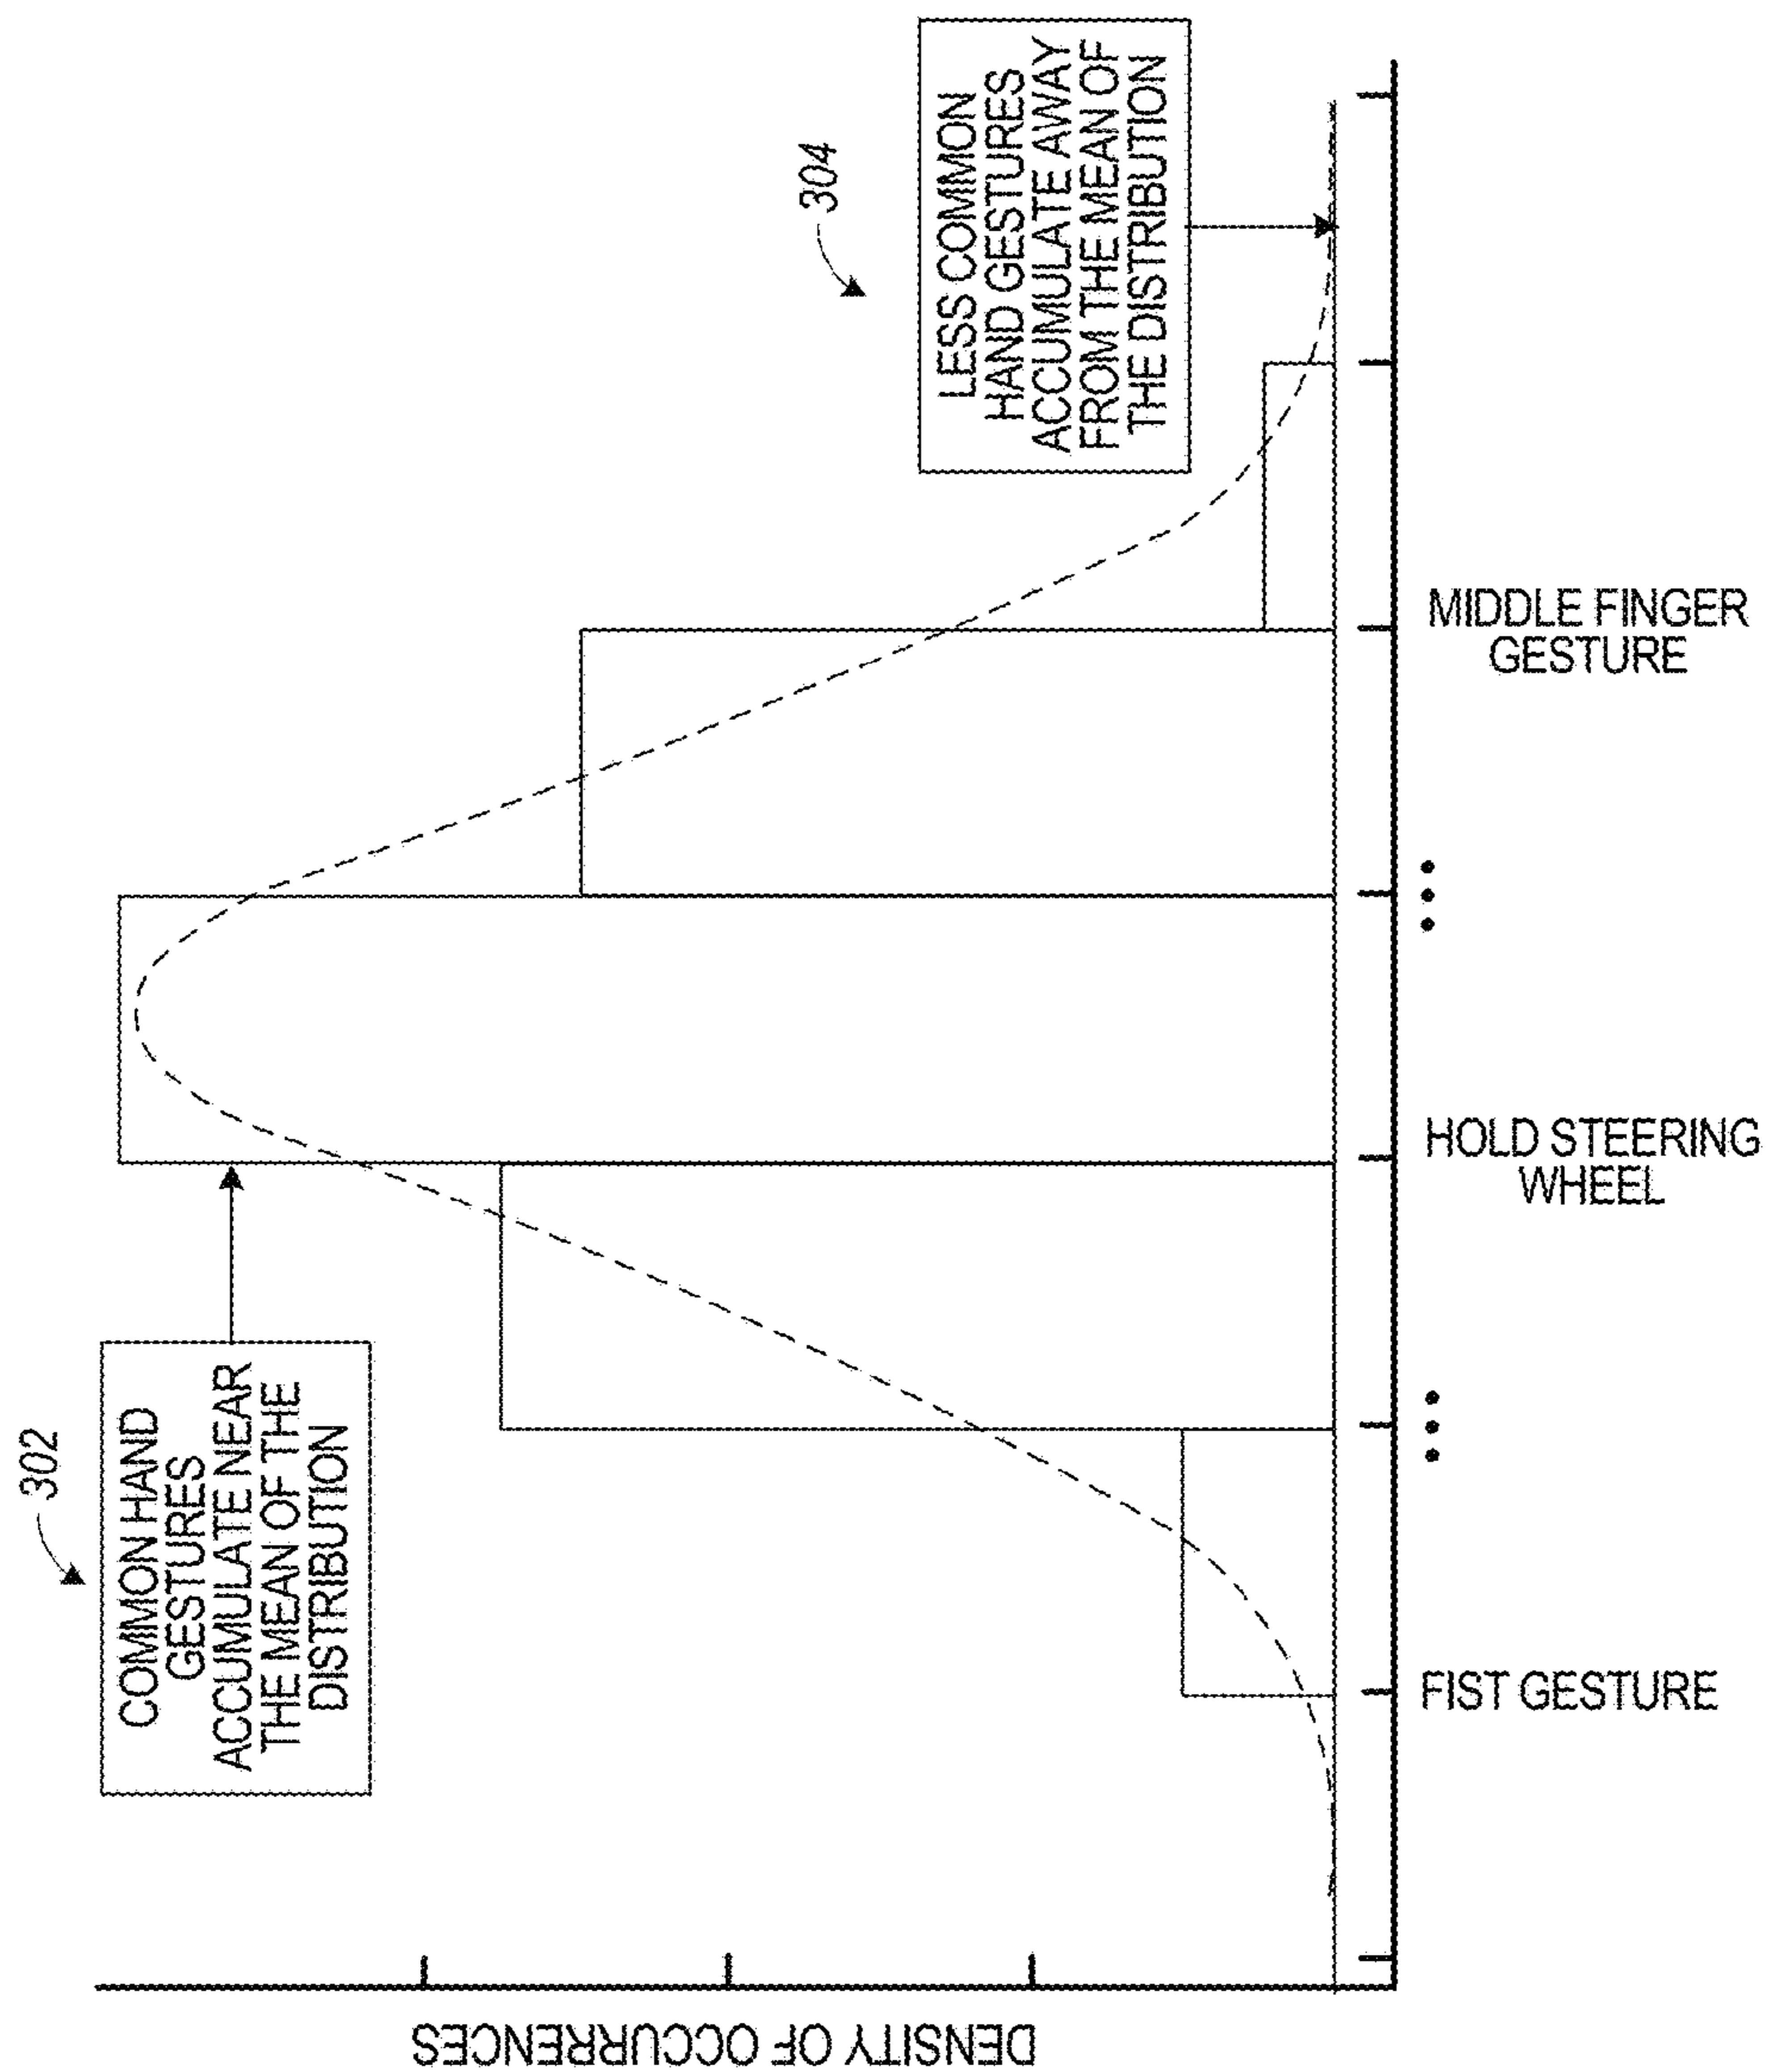 302
COMMON HAND
GESTURES
ACCUMULATE NEAR
THE MEAN OF THE
DISTRIBUTION
304
LESS COMMON
HAND GESTURES
ACCUMULATE AWAY
FROM THE MEAN OF
THE DISTRIBUTION
DENSITY OF OCCURRENCES
FIST GESTURE
•••
HOLD STEERING
WHEEL
•••
MIDDLE FINGER
GESTURE